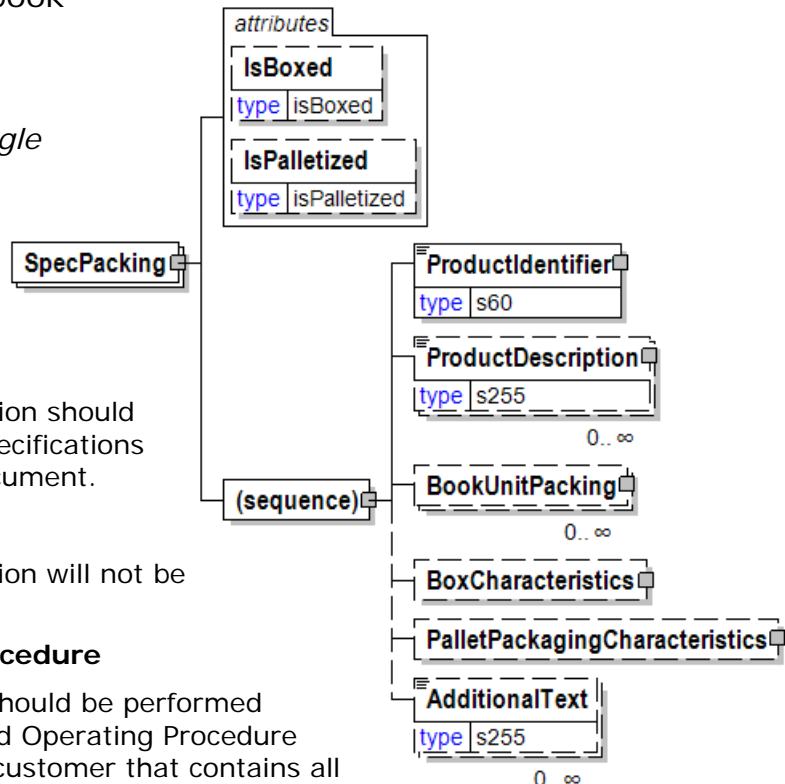 book
attributes
IsBoxed
type isBoxed
gle
IsPalletized
type isPalletized
SpecPacking
ProductIdentifier
type s60
ProductDescription
type s255
0.. ∞
ion should
ecifications
cument.
(sequence)
BookUnitPacking
0.. ∞
ion will not be
BoxCharacteristics
cedure
PalletPackagingCharacteristics
hould be performed
d Operating Procedure
customer that contains all
AdditionalText
type s255
0.. ∞